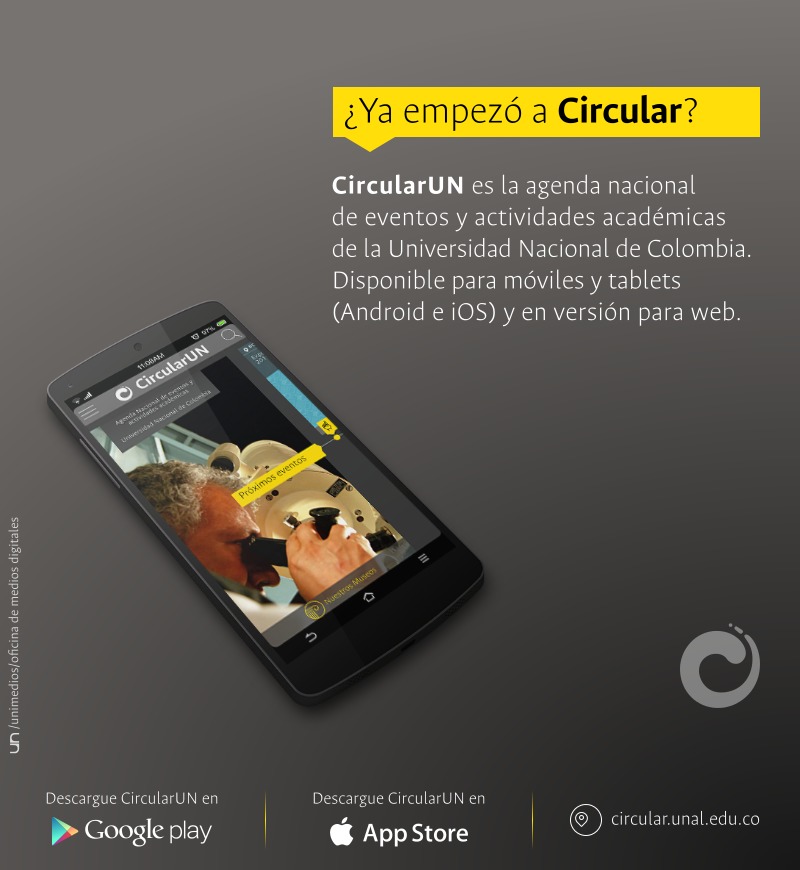 ¿Ya empezó a Circular?
CircularUN es la agenda nacional
de eventos y actividades académicas
de la Universidad Nacional de Colombia.
Disponible para móviles y tablets
(Android e iOS) y en versión para web.
11:08AM
97%
CircularUN
Agenda Nacional de eventos y
actividades académicas
Universidad Nacional de Colombia
Próximos eventos
Nuestros Museos
un/unimedios/oficina de medios digitales
Descargue CircularUN en
Google play
Descargue CircularUN en
App Store
circular.unal.edu.co